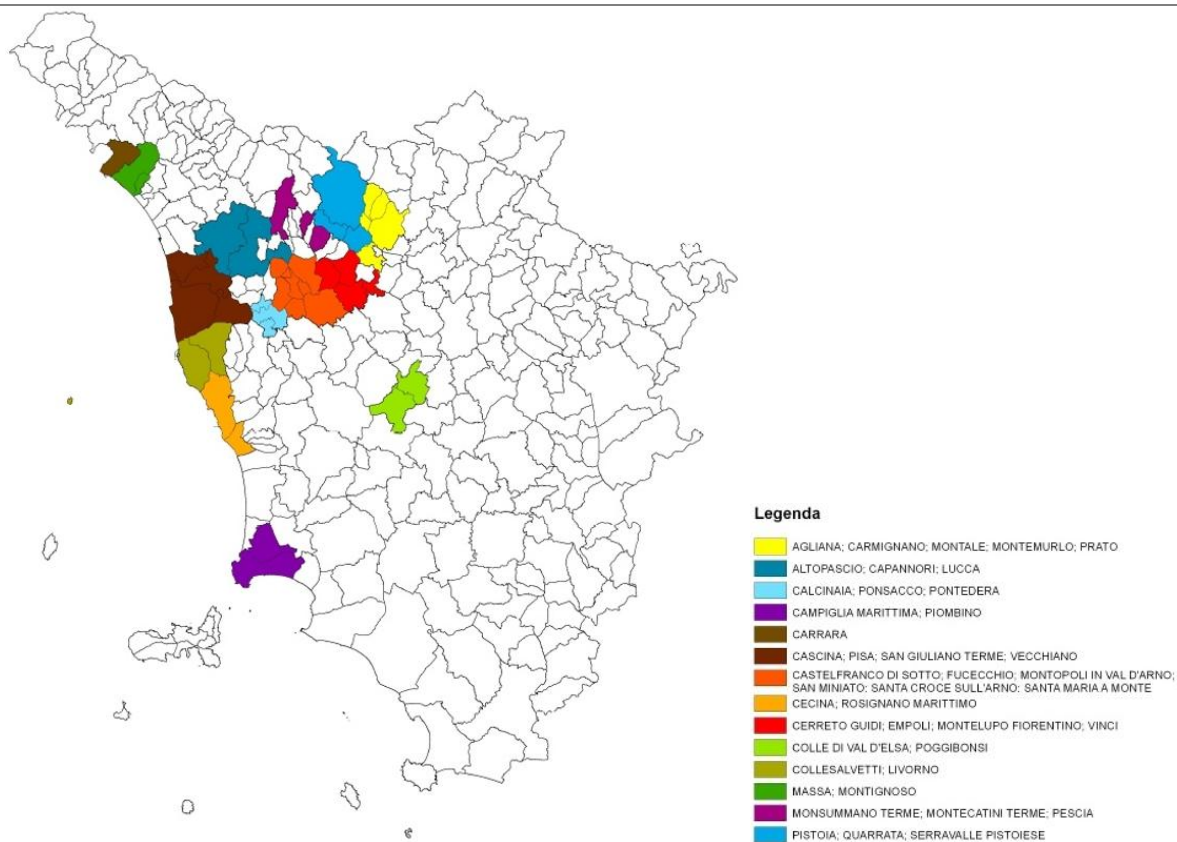 Legenda
AGLIANA; CARMIGNANO; MONTALE; MONTEMURLO; PRATO
ALTOPASCIO; CAPANNORI; LUCCA
CALCINAIA; PONSACCO; PONTEDERA
CAMPIGLIA MARITTIMA; PIOMBINO
CARRARA
CASCINA; PISA; SAN GIULIANO TERME; VECCHIANO
CASTELFRANCO DI SOTTO; FUCECCHIO; MONTOPOLI IN VAL D'ARNO;
SAN MINIATO; SANTA CROCE SULL'ARNO; SANTA MARIA A MONTE
CECINA; ROSIGNANO MARITTIMO
CERRETO GUIDI; EMPOLI; MONTELUPO FIORENTINO; VINCI
COLLE DI VAL D'ELSA; POGGIBONSI
COLLESALVETTI; LIVORNO
MASSA; MONTIGNOSO
MONSUMMANO TERME; MONTECATINI TERME; PESCIA
PISTOIA; QUARRATA; SERRAVALLE PISTOIESE